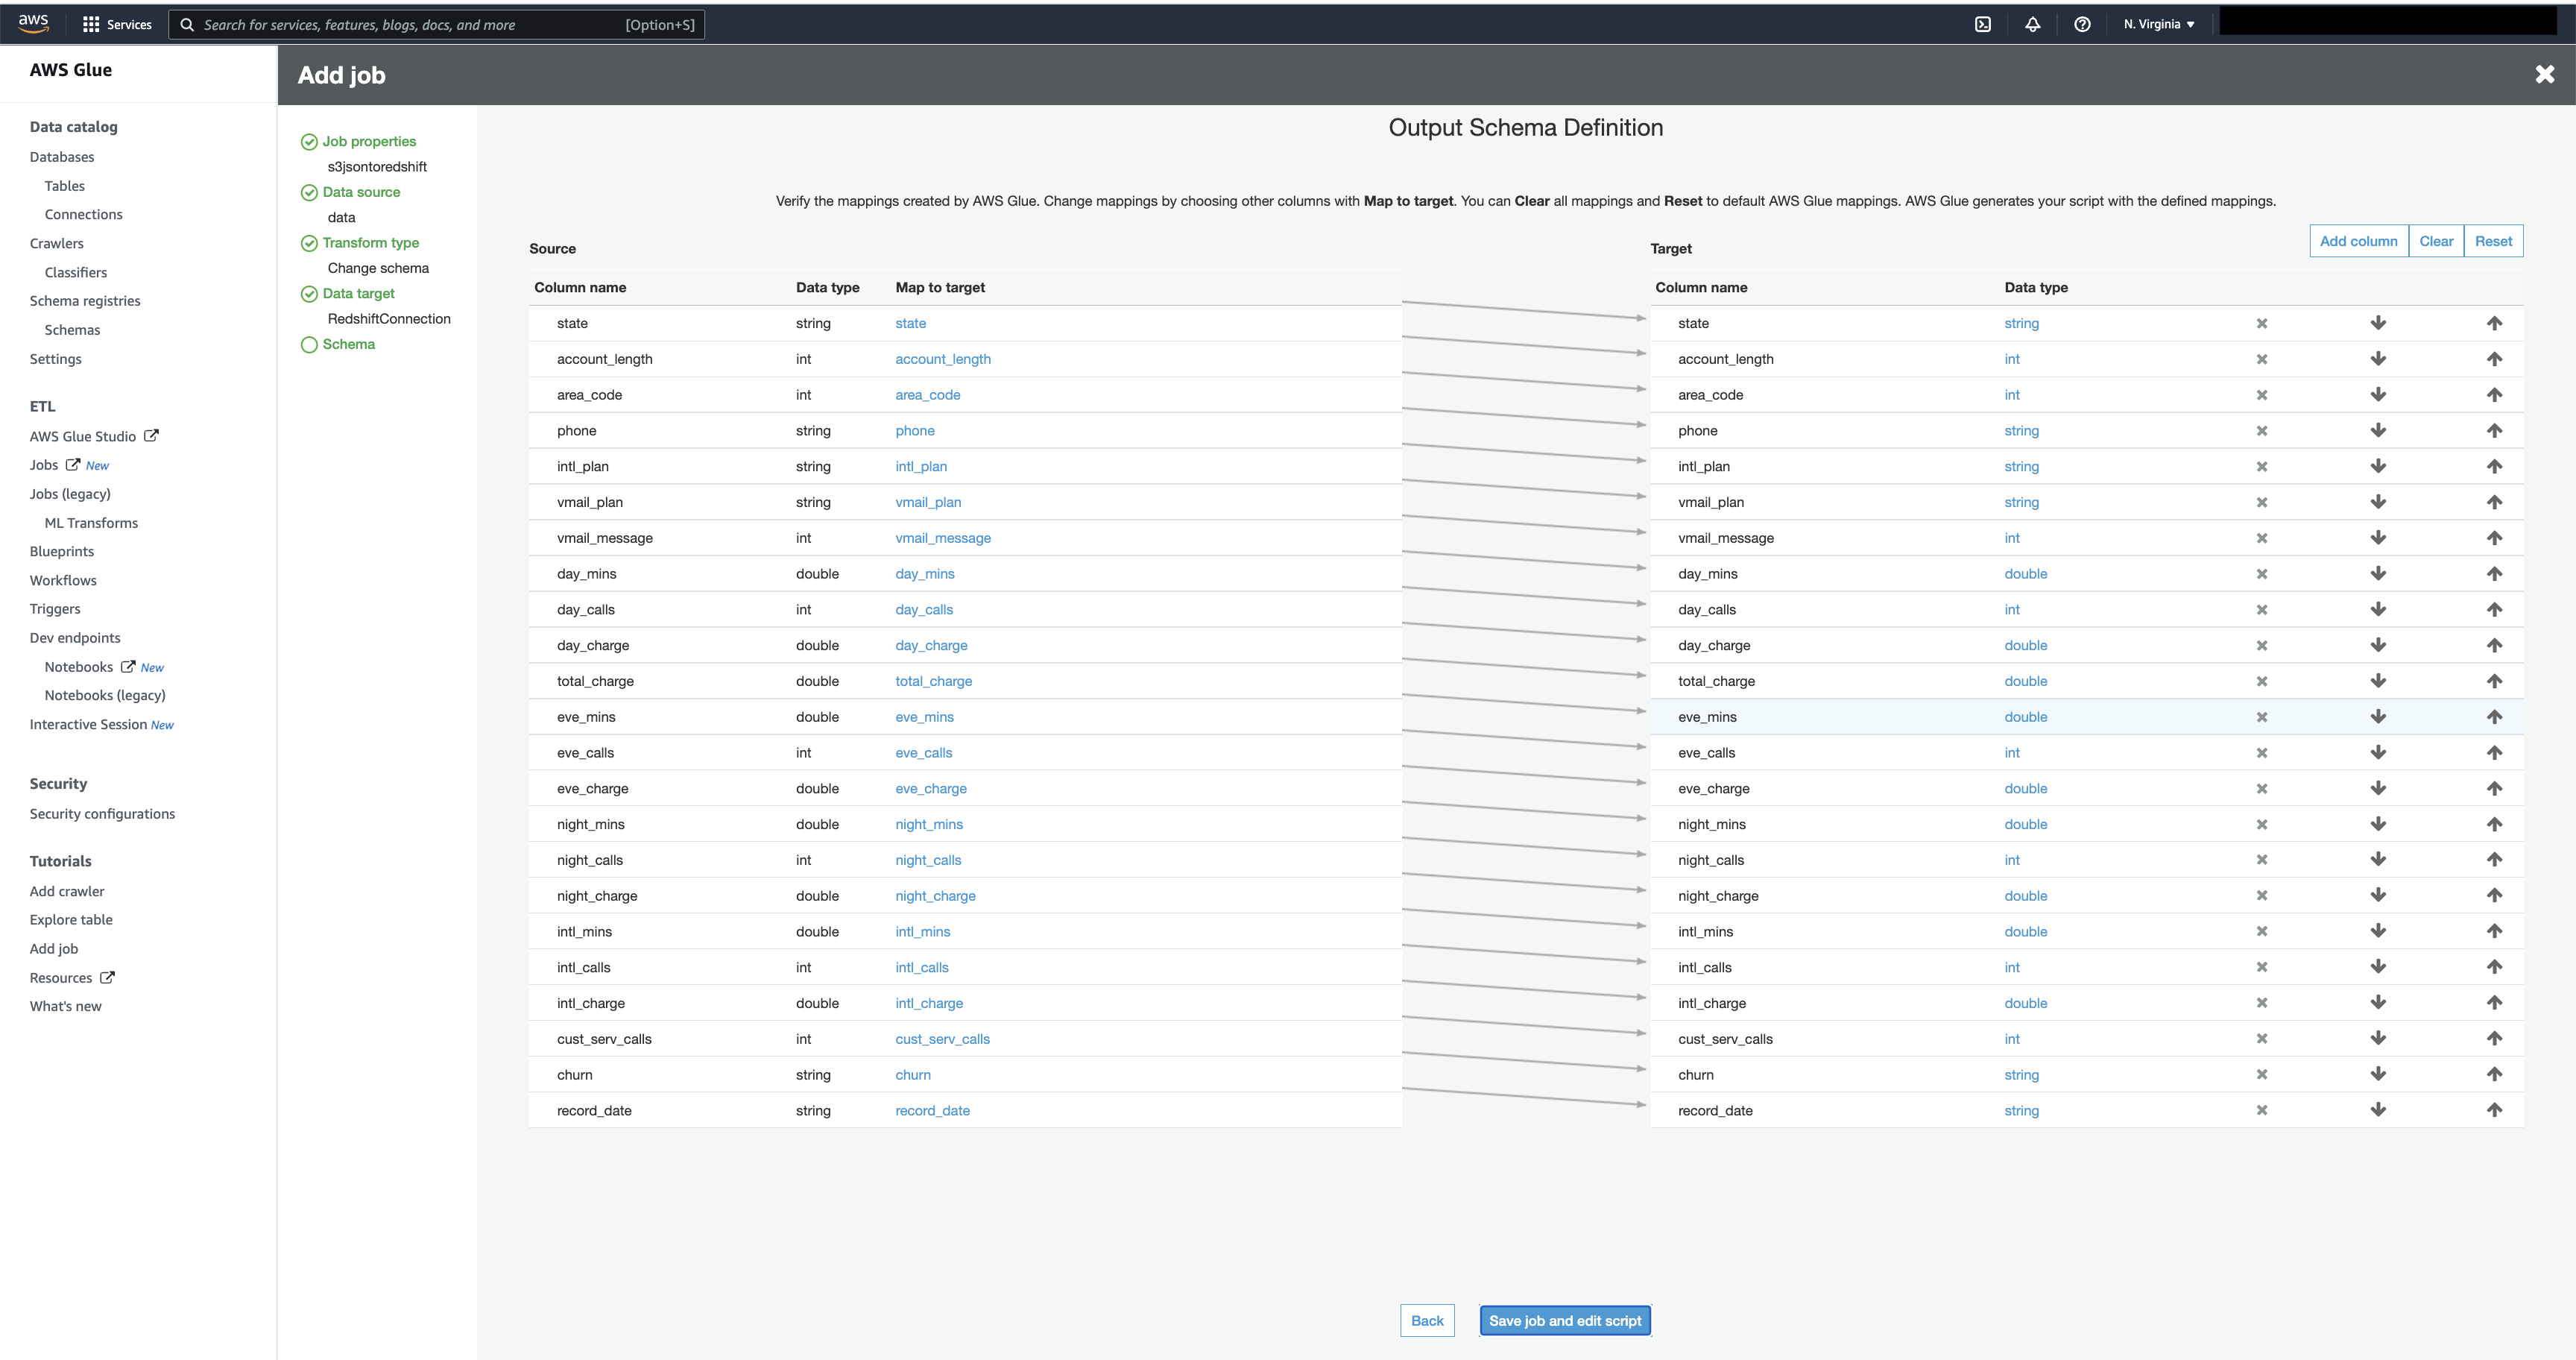 aws
Services
Search for services, features, blogs, docs, and more [Option+S]
N. Virginia
AWS Glue
Data catalog
Databases
Tables
Connections
Crawlers
Classifiers
Schema registries
Schemas
Settings
ETL
AWS Glue Studio
Jobs New
Jobs (legacy)
ML Transforms
Blueprints
Workflows
Triggers
Dev endpoints
Notebooks New
Notebooks (legacy)
Interactive Session New
Security
Security configurations
Tutorials
Add crawler
Explore table
Add job
Resources
What's new
Add job
Job properties
s3jsontoredshift
Data source
data
Transform type
Change schema
Data target
RedshiftConnection
Schema
Output Schema Definition
Verify the mappings created by AWS Glue. Change mappings by choosing other columns with Map to target. You can Clear all mappings and Reset to default AWS Glue mappings. AWS Glue generates your script with the defined mappings.
Source
Column name Data type Map to target
state string state
account_length int account_length
area_code int area_code
phone string phone
intl_plan string intl_plan
vmail_plan string vmail_plan
vmail_message int vmail_message
day_mins double day_mins
day_calls int day_calls
day_charge double day_charge
total_charge double total_charge
eve_mins double eve_mins
eve_calls int eve_calls
eve_charge double eve_charge
night_mins double night_mins
night_calls int night_calls
night_charge double night_charge
intl_mins double intl_mins
intl_calls int intl_calls
intl_charge double intl_charge
cust_serv_calls int cust_serv_calls
churn string churn
record_date string record_date
Target
Add column Clear Reset
Column name Data type
state string
account_length int
area_code int
phone string
intl_plan string
vmail_plan string
vmail_message int
day_mins double
day_calls int
day_charge double
total_charge double
eve_mins double
eve_calls int
eve_charge double
night_mins double
night_calls int
night_charge double
intl_mins double
intl_calls int
intl_charge double
cust_serv_calls int
churn string
record_date string
Back Save job and edit script